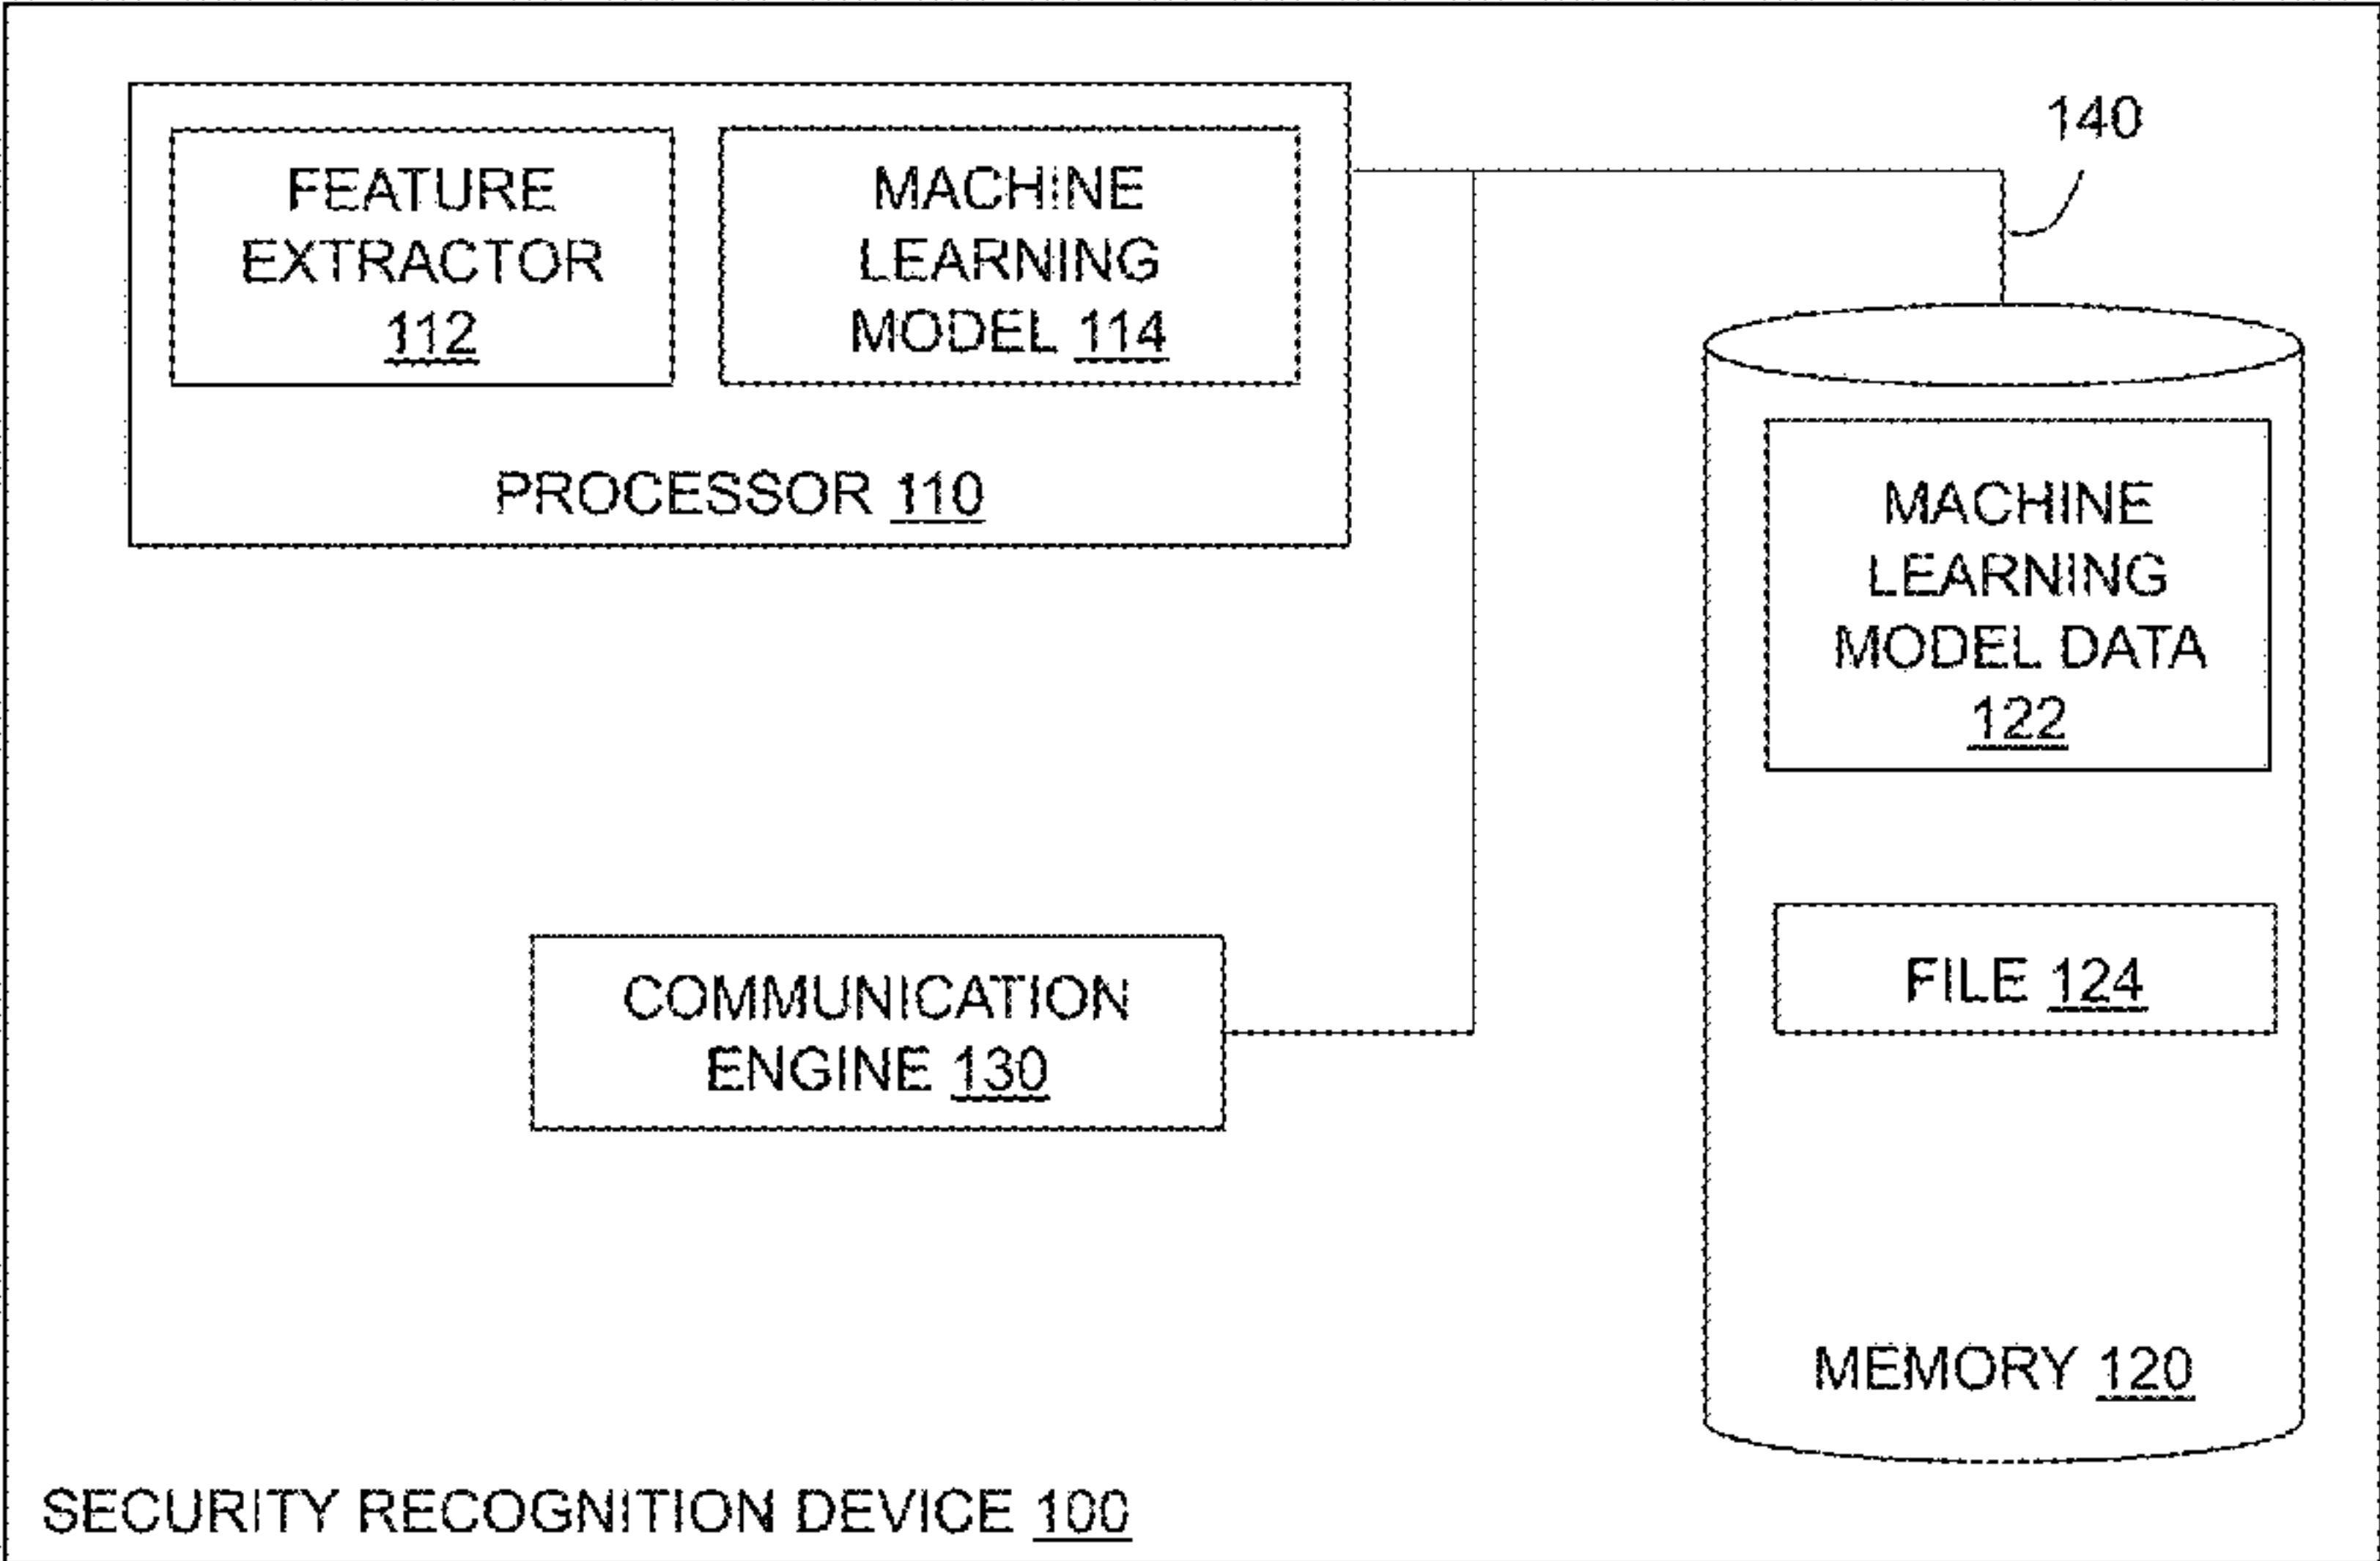 FEATURE
EXTRACTOR
112
MACHINE
LEARNING
MODEL 114
PROCESSOR 110
140
MACHINE
LEARNING
MODEL DATA
122
FILE 124
COMMUNICATION
ENGINE 130
MEMORY 120
SECURITY RECOGNITION DEVICE 100